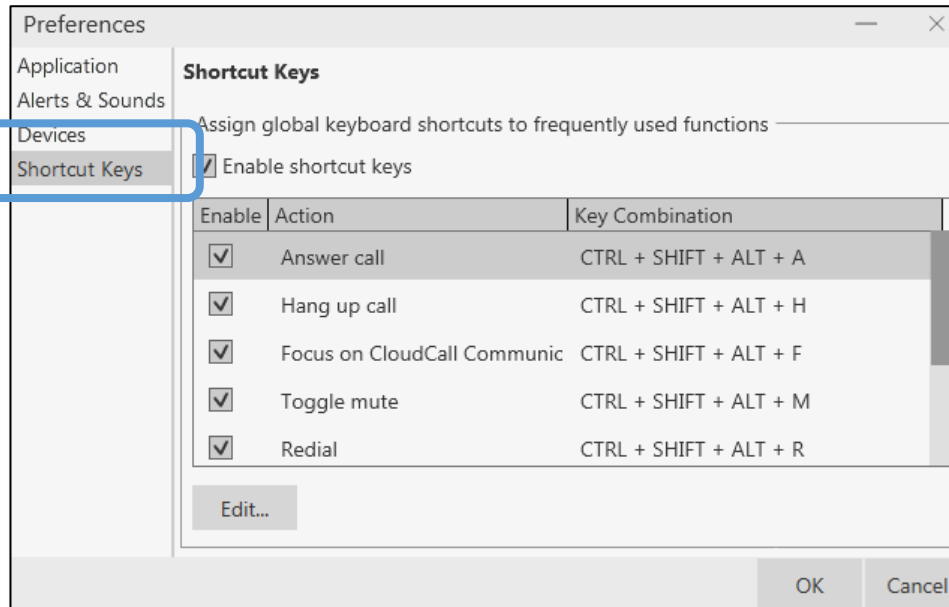 Preferences
Application
Alerts & Sounds
Devices
Shortcut Keys
Shortcut Keys
Assign global keyboard shortcuts to frequently used functions
Enable shortcut keys
Enable Action Key Combination
Answer call CTRL + SHIFT + ALT + A
Hang up call CTRL + SHIFT + ALT + H
Focus on CloudCall Communic CTRL + SHIFT + ALT + F
Toggle mute CTRL + SHIFT + ALT + M
Redial CTRL + SHIFT + ALT + R
Edit...
OK Cancel